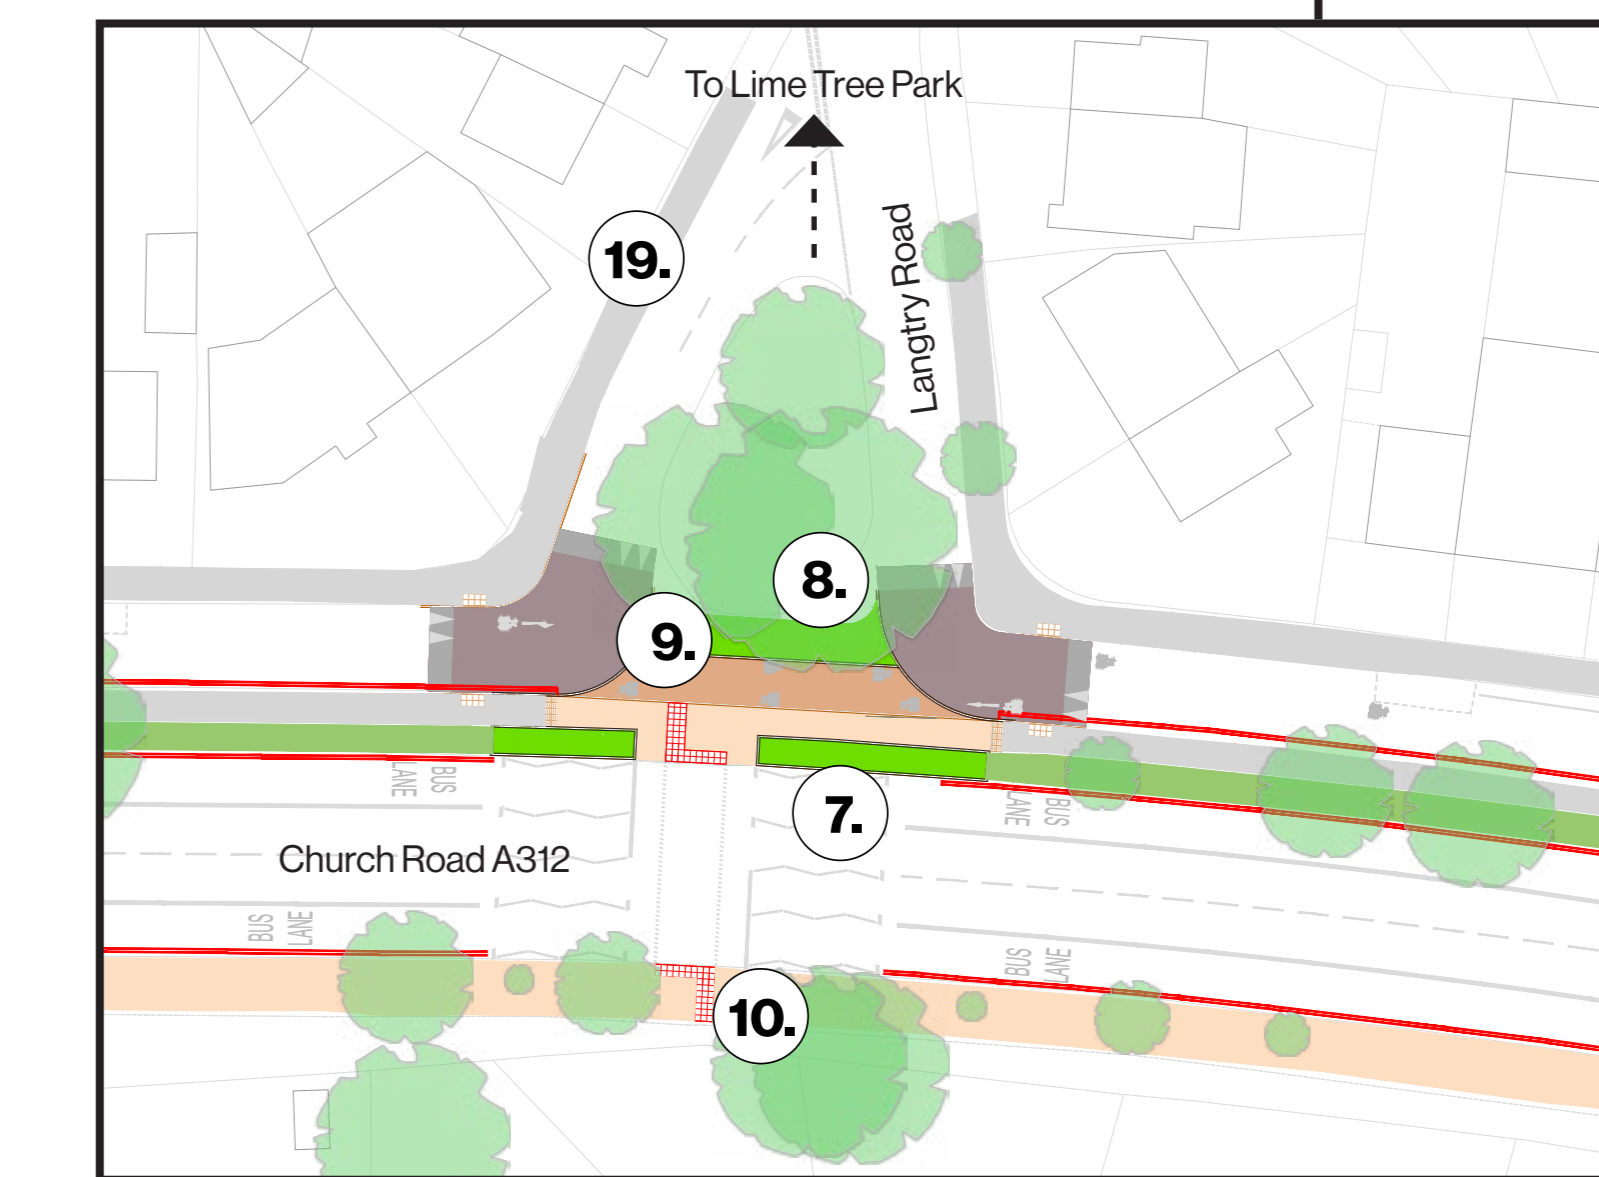 To Lime Tree Park
19.
Langtry Road
8.
9.
BUS
LANE
7.
BUS
LANE
Church Road A312
BUS
LANE
BUS
LANE
10.